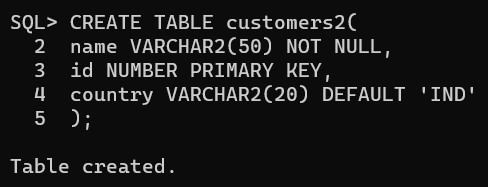 SQL> CREATE TABLE customers2(
  2  name VARCHAR2(50) NOT NULL,
  3  id NUMBER PRIMARY KEY,
  4  country VARCHAR2(20) DEFAULT 'IND'
  5  );
Table created.